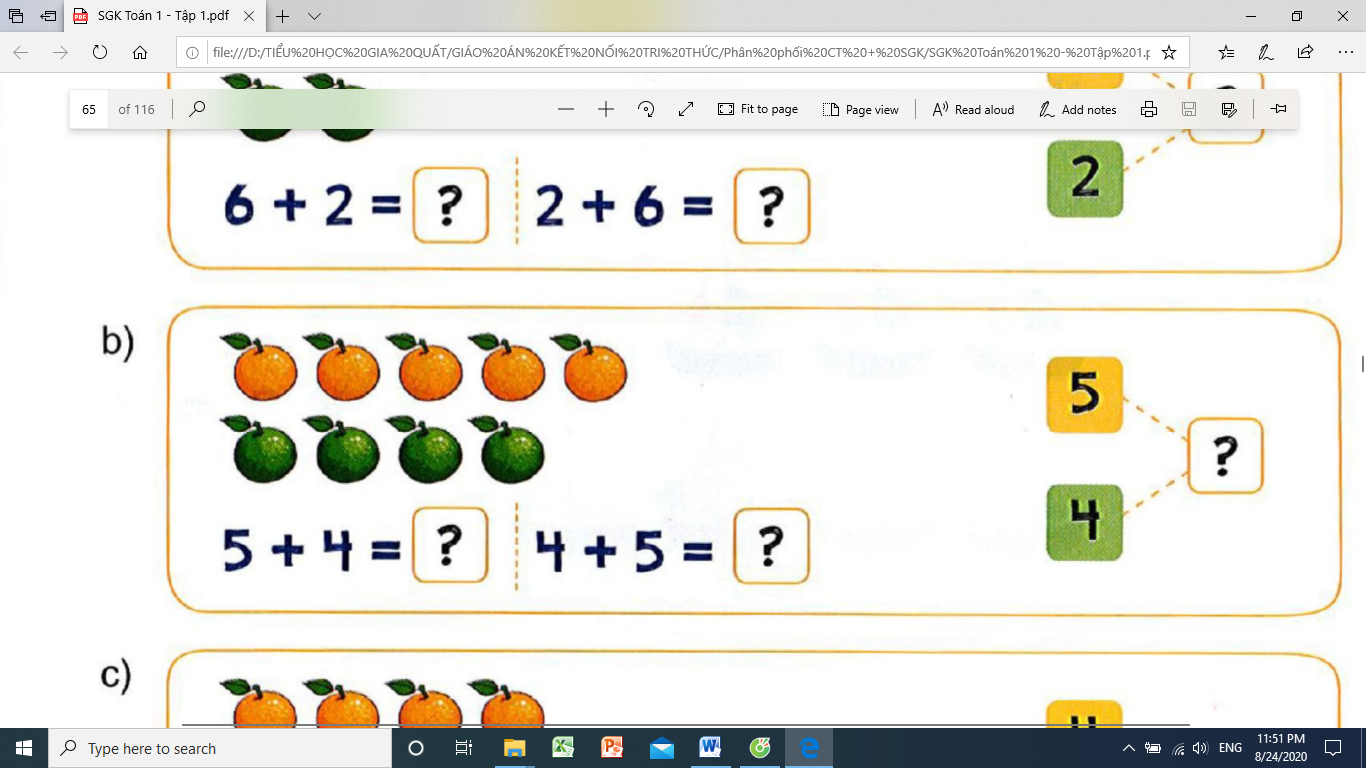 SGK Toán 1 - Tập 1.pdf
file:///D:/TIỂU%20HỌC%20GIA%20QUẤT/GIÁO%20ÁN%20KẾT%20NỐI%20TRI%20THỨC/Phân%20phối%20CT%20+%20SGK/SGK%20Toán%201%20-%20Tập%201.p
65 of 116
Fit to page
Page view
Read aloud
Add notes
?
2
6 + 2 = ? 2 + 6 = ?
b)
5
?
4
5 + 4 = ? 4 + 5 = ?
c)
4
Type here to search
ENG
11:51 PM
8/24/2020